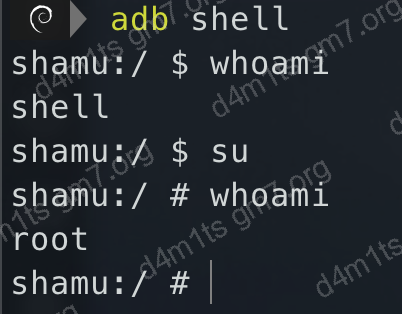 adb shell
shamu:/ $ whoami
shell
shamu:/ $ su
shamu:/ # whoami
root
shamu:/ #
d4m1ts gm7.org
d4m1ts gm7.org
d4m1ts gm7.org
m1ts gm7.org
d4m1ts